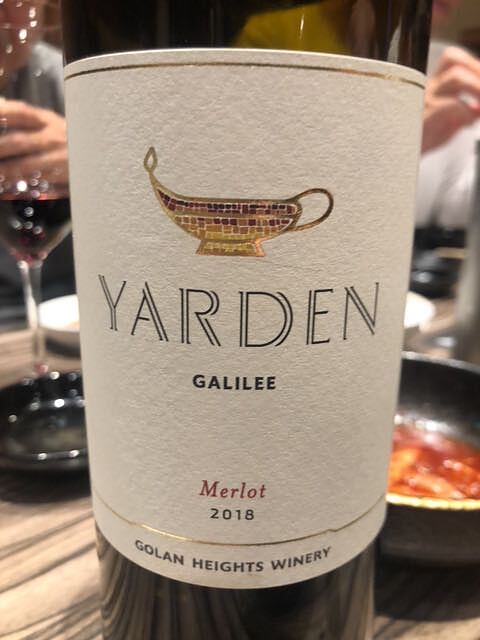 YARDEN
GALILEE
Merlot
2018
GOLAN HEIGHTS WINERY